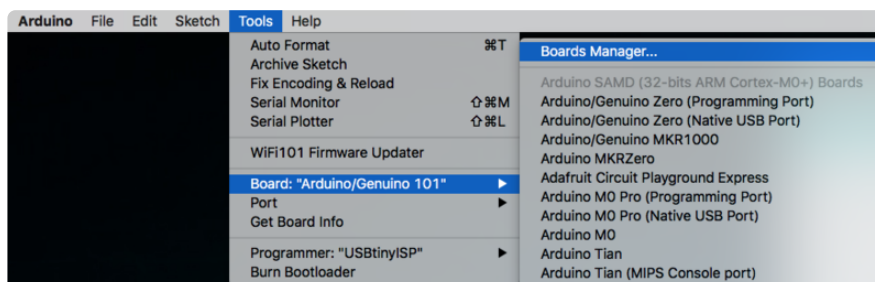 Arduino File Edit Sketch Tools Help
Auto Format ⌘T
Archive Sketch
Fix Encoding & Reload
Serial Monitor ⇧⌘M
Serial Plotter ⇧⌘L
WiFi101 Firmware Updater
Board: "Arduino/Genuino 101" ▶
Port ▶
Get Board Info
Programmer: "USBtinyISP" ▶
Burn Bootloader
Boards Manager...
Arduino SAMD (32-bits ARM Cortex-M0+) Boards
Arduino/Genuino Zero (Programming Port)
Arduino/Genuino Zero (Native USB Port)
Arduino/Genuino MKR1000
Arduino MKRZero
Adafruit Circuit Playground Express
Arduino M0 Pro (Programming Port)
Arduino M0 Pro (Native USB Port)
Arduino M0
Arduino Tian
Arduino Tian (MIPS Console port)